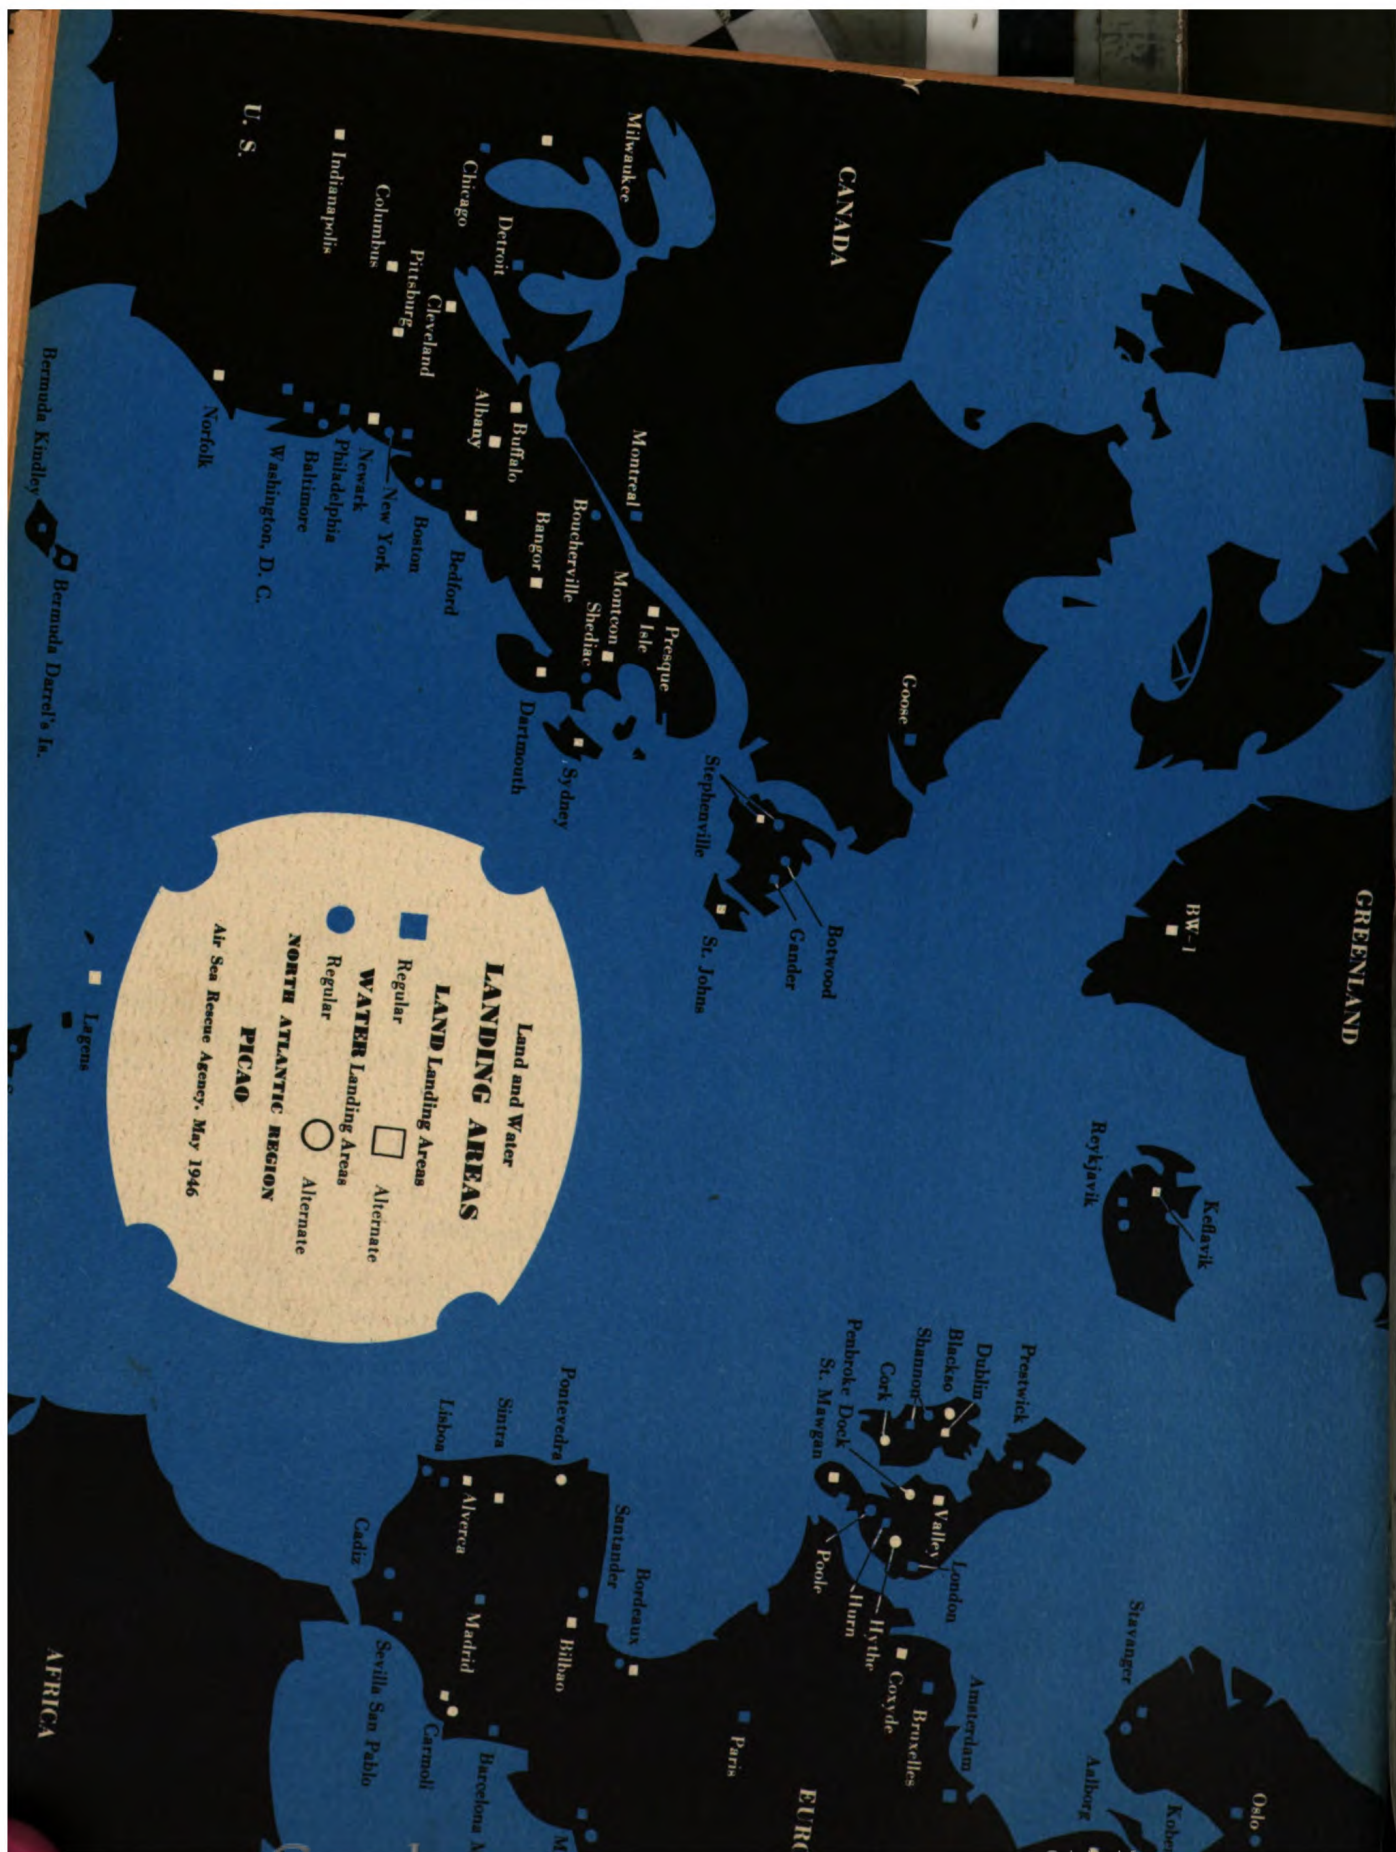 CANADA
GREENLAND
U. S.
Milwaukee
Chicago
Detroit
Indianapolis
Columbus
Pittsburg
Cleveland
Buffalo
Albany
Montreal
Boucherville
Bangor
Montcon
Shediac
Presque
Isle
Goose
Norfolk
Washington, D. C.
Baltimore
Philadelphia
Newark
New York
Boston
Bedford
Dartmouth
Sydney
Stephenville
St. Johns
Gander
Botwood
BW-1
Bermuda Kindley
Bermuda Darrel's Is.
Lagens
Land and Water
LANDING AREAS
LAND Landing Areas
Regular
Alternate
WATER Landing Areas
Regular
Alternate
NORTH ATLANTIC REGION
PICAO
Air Sea Rescue Agency. May 1946
Reykjavik
Keflavik
Prestwick
Dublin
Blackso
Shannon
Cork
Penbroke Dock
St. Mawgan
Valley
London
Poole
Hurn
Hythe
Coxyde
Bruxelles
Amsterdam
Stavanger
Aalborg
Oslo
Pontevedra
Sintra
Lisboa
Alverca
Cadiz
Santander
Bordeaux
Bilbao
Madrid
Sevilla San Pablo
Carmoli
Barcelona
Paris
AFRICA